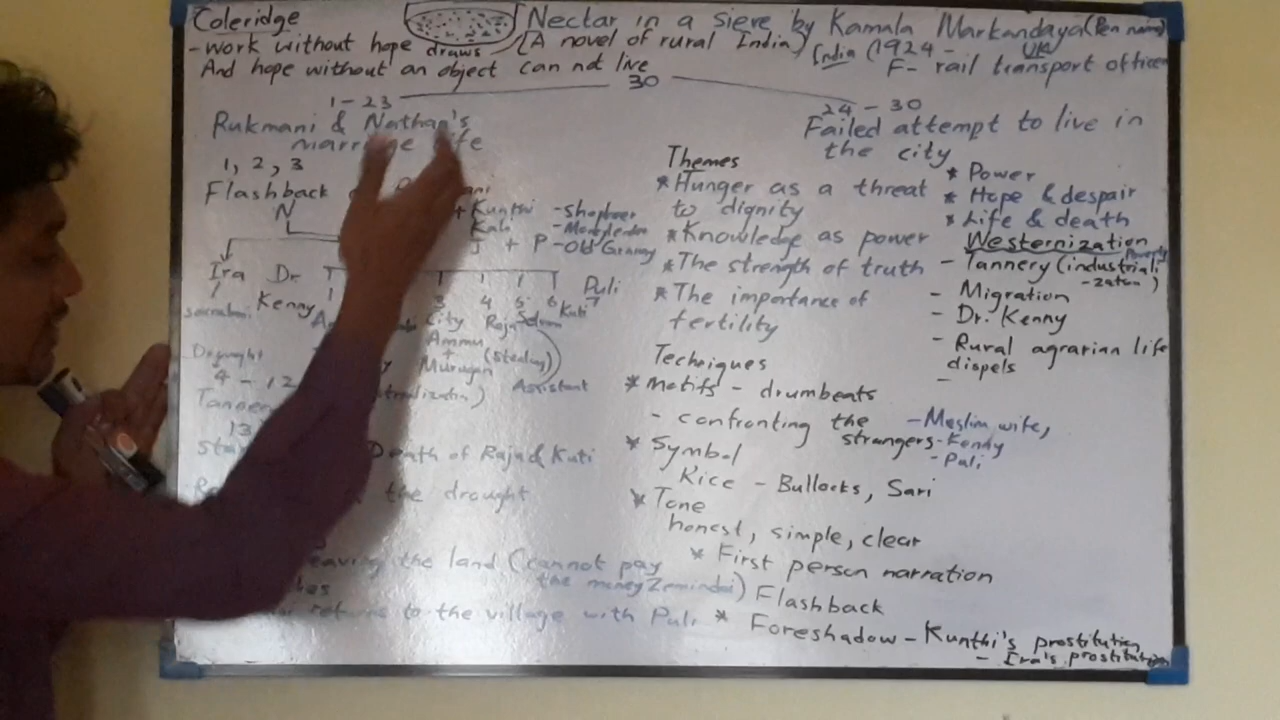 Coleridge
Nectar in a sieve by Kamala Markandaya (Pen name)
- Work without hope draws
(A novel of rural India)
India (1924 - UK
And hope without an object can not live
F- rail transport officer
30
1 - 23
24 - 30
Rukmani & Nathan's
marriage life
Failed attempt to live in
the city
1, 2, 3
Flashback
N
+ Kunthi - Shopkeer
Kali
J + P - Old Granny
Ira Dr.
Kenny
1 3 4 5 6
Puli
7
City Raja Selvam Kuti
Ammu
+
Murugan
(stealing)
Assistant
4 - 12
13
Death of Raja & Kuti
the drought
leaving the land (cannot pay
the money Zemindar)
returns to the village with Puli
Themes
* Hunger as a threat
to dignity
* Knowledge as power
* The strength of truth
* The importance of
fertility
* Power
* Hope & despair
* Life & death
Westernization
- Tannery (industriali
-zation)
- Migration
- Dr. Kenny
- Rural agrarian life
dispels
-
Techniques
* Motifs - drumbeats
- confronting the
strangers
- Muslim wife,
- Kenny
- Puli
* Symbol
Rice - Bullocks, Sari
* Tone
honest, simple, clear
* First person narration
Flashback
* Foreshadow - Kunthi's prostitution
- Ira's prostitution